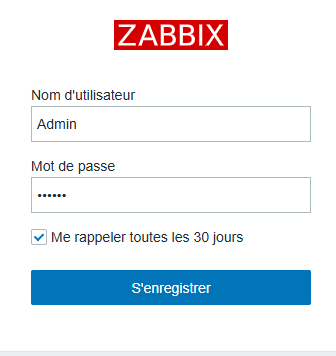 ZABBIX
Nom d'utilisateur
Admin
Mot de passe
••••••
Me rappeler toutes les 30 jours
S'enregistrer